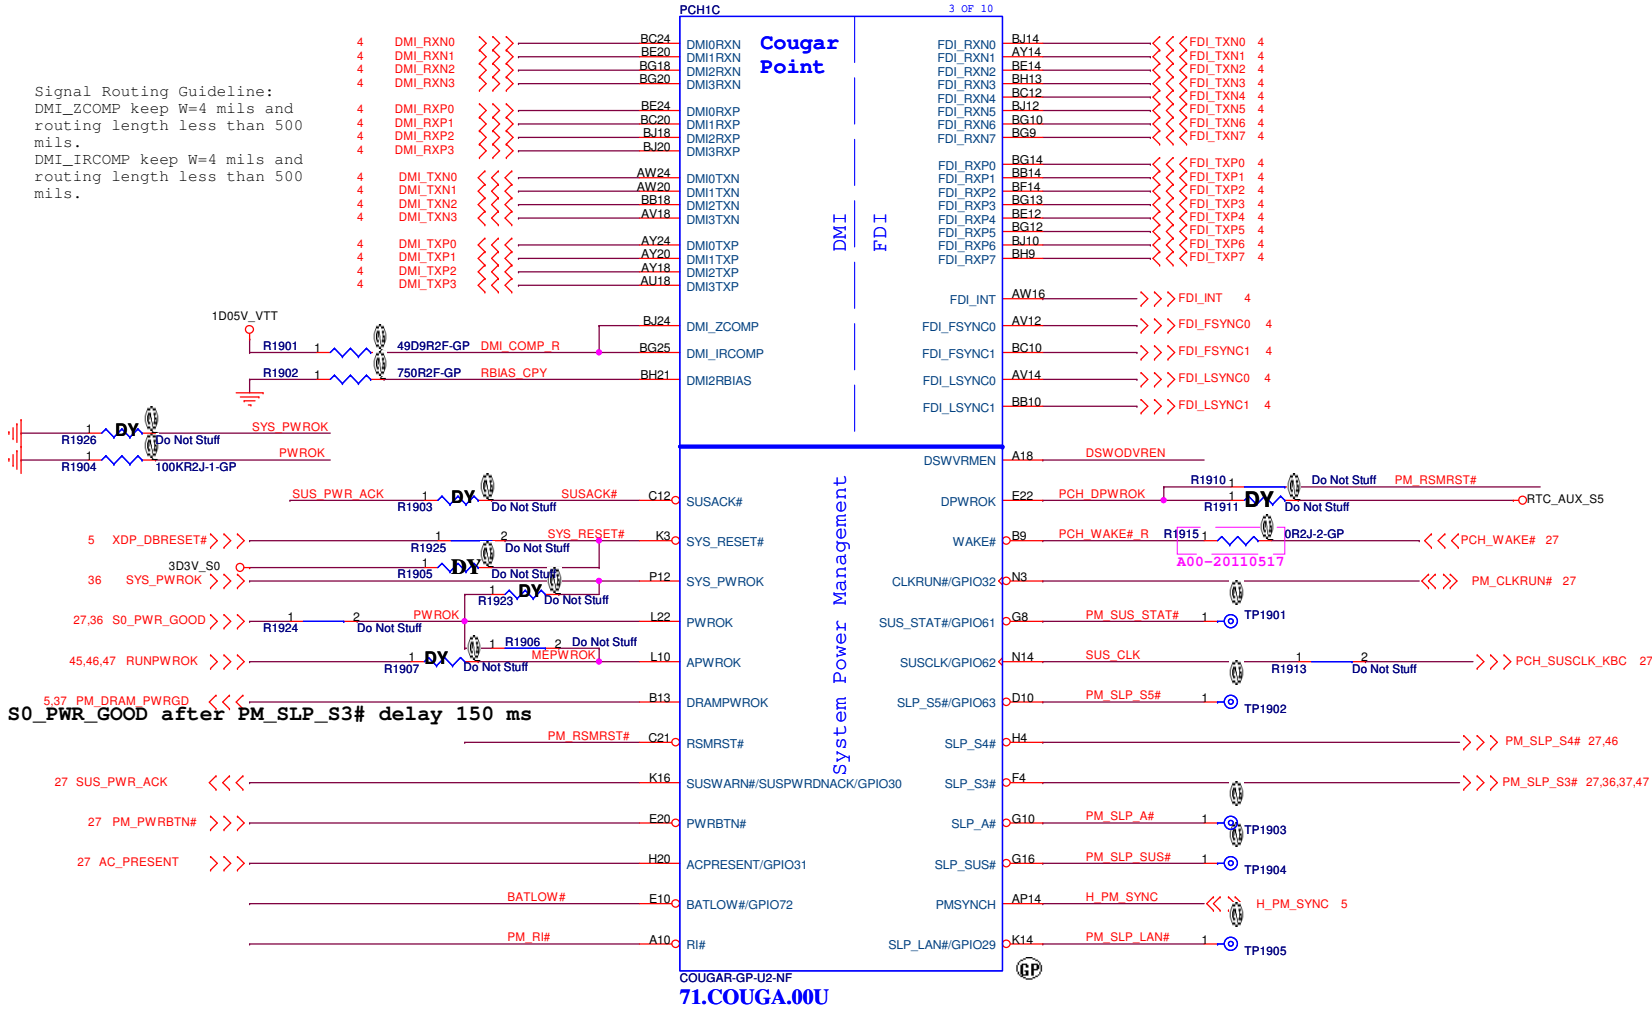 PCH1C
3 OF 10
Cougar
Point
DMI
FDI
System Power Management
Signal Routing Guideline:
DMI_ZCOMP keep W=4 mils and
routing length less than 500
mils.
DMI_IRCOMP keep W=4 mils and
routing length less than 500
mils.
4 DMI_RXN0 BC24 DMI0RXN
4 DMI_RXN1 BE20 DMI1RXN
4 DMI_RXN2 BG18 DMI2RXN
4 DMI_RXN3 BG20 DMI3RXN
4 DMI_RXP0 BE24 DMI0RXP
4 DMI_RXP1 BC20 DMI1RXP
4 DMI_RXP2 BJ18 DMI2RXP
4 DMI_RXP3 BJ20 DMI3RXP
4 DMI_TXN0 AW24 DMI0TXN
4 DMI_TXN1 AW20 DMI1TXN
4 DMI_TXN2 BB18 DMI2TXN
4 DMI_TXN3 AV18 DMI3TXN
4 DMI_TXP0 AY24 DMI0TXP
4 DMI_TXP1 AY20 DMI1TXP
4 DMI_TXP2 AY18 DMI2TXP
4 DMI_TXP3 AU18 DMI3TXP
1D05V_VTT
BJ24 DMI_ZCOMP
R1901 1 49D9R2F-GP DMI_COMP_R BG25 DMI_IRCOMP
R1902 1 750R2F-GP RBIAS_CPY BH21 DMI2RBIAS
R1926 1 DY Do Not Stuff SYS_PWROK
R1904 1 100KR2J-1-GP PWROK
SUS_PWR_ACK 1 R1903 DY Do Not Stuff SUSACK# C12 SUSACK#
5 XDP_DBRESET# 1 R1925 2 Do Not Stuff SYS_RESET# K3 SYS_RESET#
3D3V_S0 1 R1905 DY Do Not Stuff
36 SYS_PWROK P12 SYS_PWROK
1 R1923 DY Do Not Stuff
27,36 S0_PWR_GOOD 1 R1924 2 Do Not Stuff PWROK L22 PWROK
1 R1906 2 Do Not Stuff
45,46,47 RUNPWROK 1 R1907 DY Do Not Stuff MEPWROK L10 APWROK
5,37 PM_DRAM_PWRGD B13 DRAMPWROK
S0_PWR_GOOD after PM_SLP_S3# delay 150 ms
PM_RSMRST# C21 RSMRST#
27 SUS_PWR_ACK K16 SUSWARN#/SUSPWRDNACK/GPIO30
27 PM_PWRBTN# E20 PWRBTN#
27 AC_PRESENT H20 ACPRESENT/GPIO31
BATLOW# E10 BATLOW#/GPIO72
PM_RI# A10 RI#
FDI_RXN0 BJ14 FDI_TXN0 4
FDI_RXN1 AY14 FDI_TXN1 4
FDI_RXN2 BE14 FDI_TXN2 4
FDI_RXN3 BH13 FDI_TXN3 4
FDI_RXN4 BC12 FDI_TXN4 4
FDI_RXN5 BJ12 FDI_TXN5 4
FDI_RXN6 BG10 FDI_TXN6 4
FDI_RXN7 BG9 FDI_TXN7 4
FDI_RXP0 BG14 FDI_TXP0 4
FDI_RXP1 BB14 FDI_TXP1 4
FDI_RXP2 BF14 FDI_TXP2 4
FDI_RXP3 BG13 FDI_TXP3 4
FDI_RXP4 BE12 FDI_TXP4 4
FDI_RXP5 BG12 FDI_TXP5 4
FDI_RXP6 BJ10 FDI_TXP6 4
FDI_RXP7 BH9 FDI_TXP7 4
FDI_INT AW16 FDI_INT 4
FDI_FSYNC0 AV12 FDI_FSYNC0 4
FDI_FSYNC1 BC10 FDI_FSYNC1 4
FDI_LSYNC0 AV14 FDI_LSYNC0 4
FDI_LSYNC1 BB10 FDI_LSYNC1 4
DSWVRMEN A18 DSWODVREN
R1910 1 Do Not Stuff PM_RSMRST#
DPWROK E22 PCH_DPWROK R1911 1 DY Do Not Stuff RTC_AUX_S5
WAKE# B9 PCH_WAKE#_R R1915 1 0R2J-2-GP PCH_WAKE# 27
A00-20110517
CLKRUN#/GPIO32 N3 PM_CLKRUN# 27
SUS_STAT#/GPIO61 G8 PM_SUS_STAT# 1 TP1901
SUSCLK/GPIO62 N14 SUS_CLK 1 R1913 2 Do Not Stuff PCH_SUSCLK_KBC 27
SLP_S5#/GPIO63 D10 PM_SLP_S5# 1 TP1902
SLP_S4# H4 PM_SLP_S4# 27,46
SLP_S3# F4 PM_SLP_S3# 27,36,37,47
SLP_A# G10 PM_SLP_A# 1 TP1903
SLP_SUS# G16 PM_SLP_SUS# 1 TP1904
PMSYNCH AP14 H_PM_SYNC H_PM_SYNC 5
SLP_LAN#/GPIO29 K14 PM_SLP_LAN# 1 TP1905
GP
COUGAR-GP-U2-NF
71.COUGA.00U